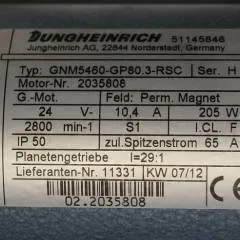 JUNGHEINRICH 51145846
Jungheinrich AG, 22844 Norderstedt, Germany
Typ: GNM5460-GP80.3-RSC Ser. H
Motor-Nr. 2035808
G.-Mot. Feld: Perm. Magnet
24 V- 10,4 A 205 W
2800 min-1 S1 I.CL. F
IP 50 zul.Spitzenstrom 65 A
Planetengetriebe I=29:1
Lieferanten-Nr. 11331 KW 07/12 CE
02.2035808